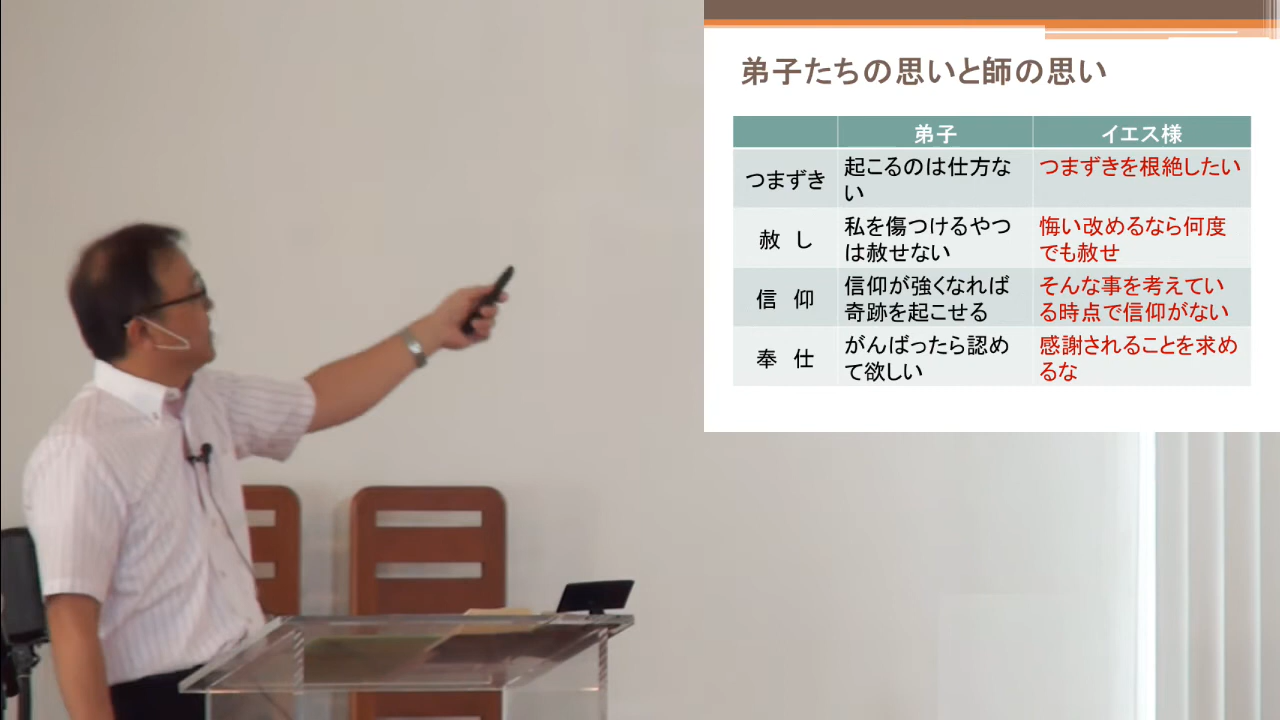 弟子たちの思いと師の思い
弟子
イエス様
つまずき
起こるのは仕方な
い
つまずきを根絶したい
赦 し
私を傷つけるやつ
は赦せない
悔い改めるなら何度
でも赦せ
信 仰
信仰が強くなれば
奇跡を起こせる
そんな事を考えてい
る時点で信仰がない
奉 仕
がんばったら認め
て欲しい
感謝されることを求め
るな